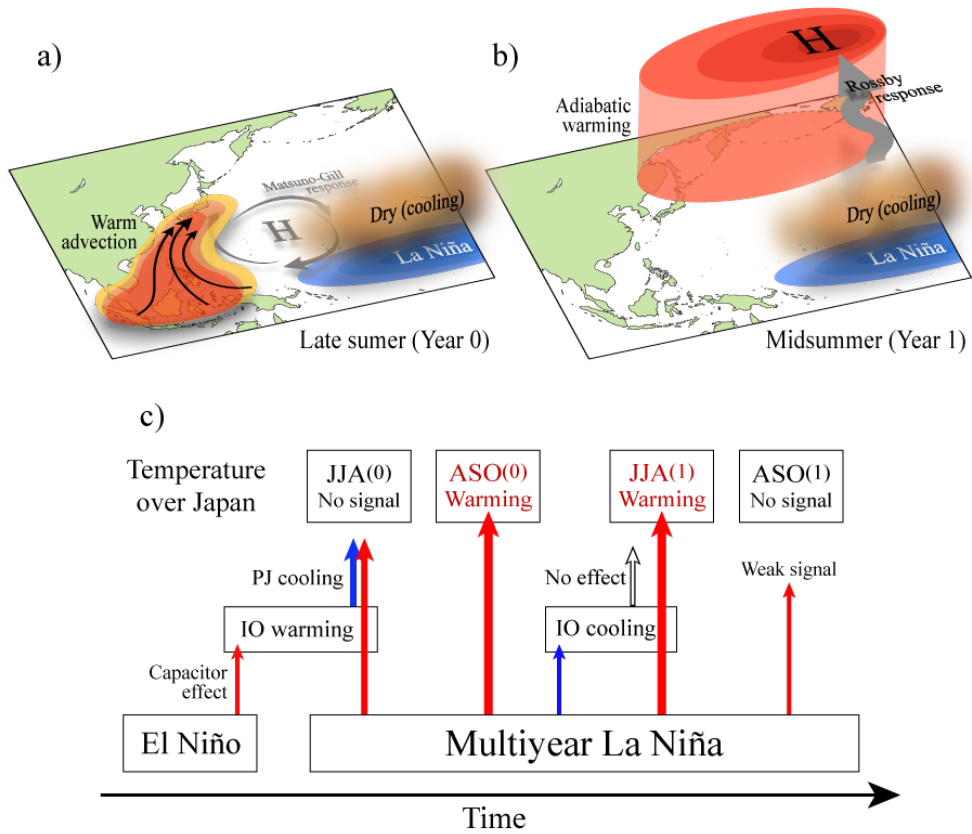 a)
Warm
advection
Matsuno-Gill
response
H
Dry (cooling)
La Niña
Late sumer (Year 0)
b)
H
Rossby
response
Adiabatic
warming
Dry (cooling)
La Niña
Midsummer (Year 1)
c)
Temperature
over Japan
JJA(0)
No signal
ASO(0)
Warming
JJA(1)
Warming
ASO(1)
No signal
PJ cooling
No effect
Weak signal
IO warming
IO cooling
Capacitor
effect
El Niño
Multiyear La Niña
Time